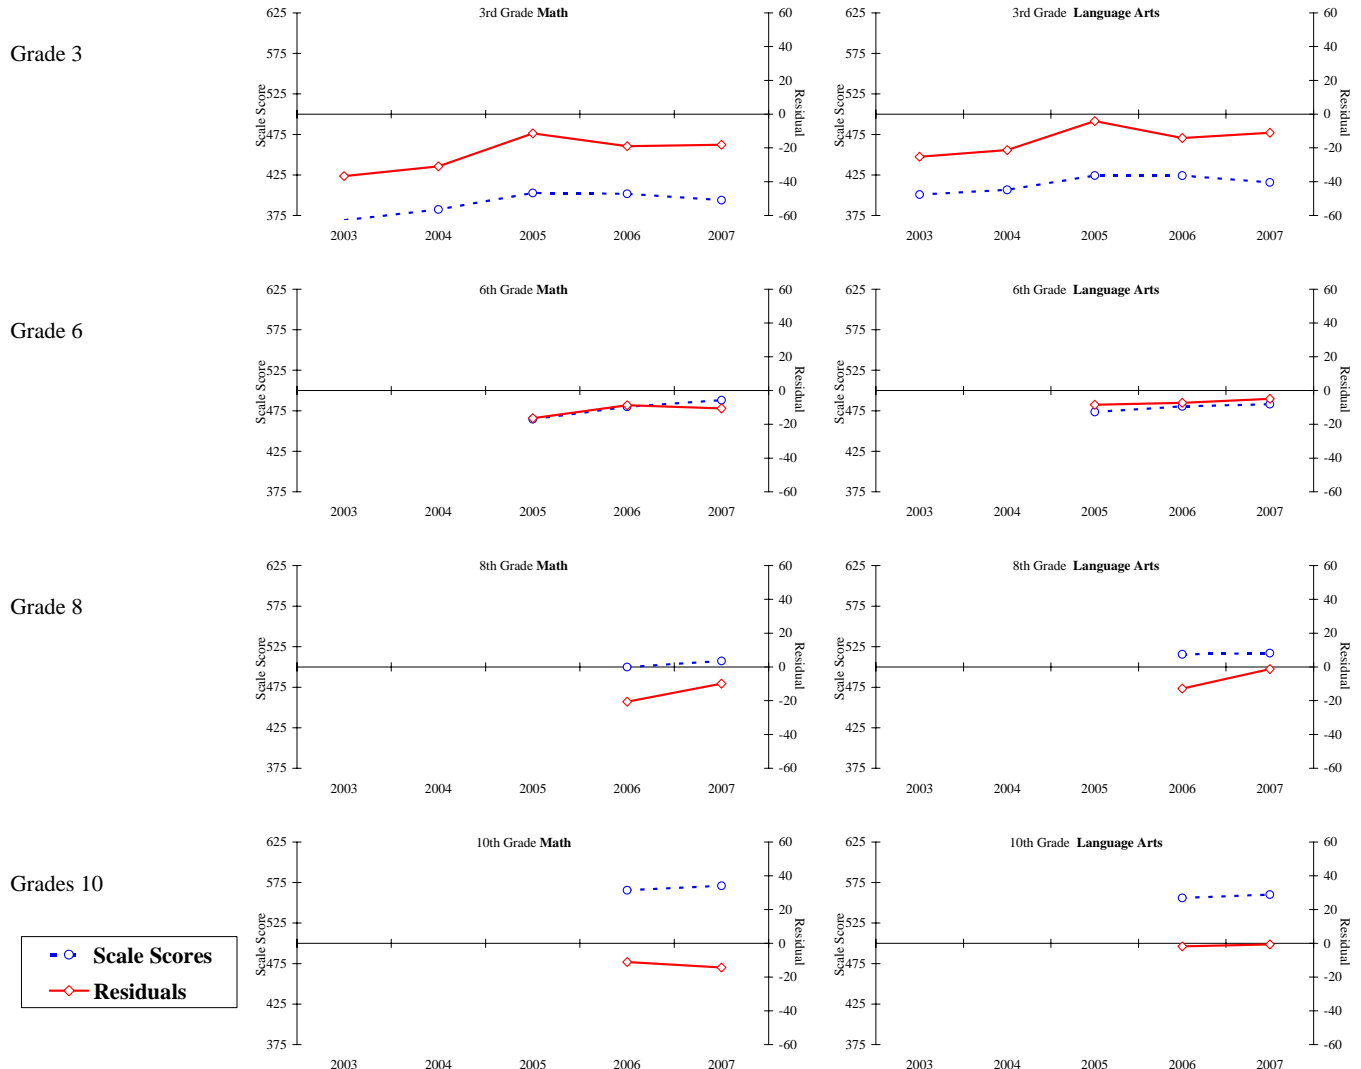 Grade 3
3rd Grade Math
625
575
525
475
425
375
Scale Score
60
40
20
0
-20
-40
-60
Residual
2003 2004 2005 2006 2007
3rd Grade Language Arts
625
575
525
475
425
375
Scale Score
60
40
20
0
-20
-40
-60
Residual
2003 2004 2005 2006 2007
Grade 6
6th Grade Math
625
575
525
475
425
375
Scale Score
60
40
20
0
-20
-40
-60
Residual
2003 2004 2005 2006 2007
6th Grade Language Arts
625
575
525
475
425
375
Scale Score
60
40
20
0
-20
-40
-60
Residual
2003 2004 2005 2006 2007
Grade 8
8th Grade Math
625
575
525
475
425
375
Scale Score
60
40
20
0
-20
-40
-60
Residual
2003 2004 2005 2006 2007
8th Grade Language Arts
625
575
525
475
425
375
Scale Score
60
40
20
0
-20
-40
-60
Residual
2003 2004 2005 2006 2007
Grades 10
10th Grade Math
625
575
525
475
425
375
Scale Score
60
40
20
0
-20
-40
-60
Residual
2003 2004 2005 2006 2007
10th Grade Language Arts
625
575
525
475
425
375
Scale Score
60
40
20
0
-20
-40
-60
Residual
2003 2004 2005 2006 2007
Scale Scores
Residuals